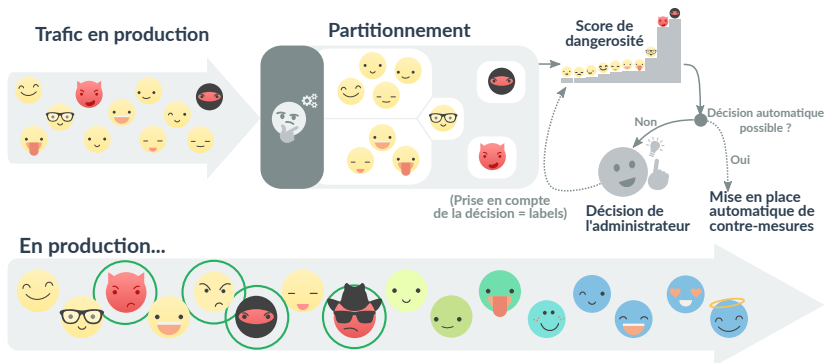 Trafic en production
Partitionnement
Score de
dangerosité
Décision automatique
possible ?
Non
Oui
(Prise en compte
de la décision = labels)
Décision de
l'administrateur
Mise en place
automatique de
contre-mesures
En production...